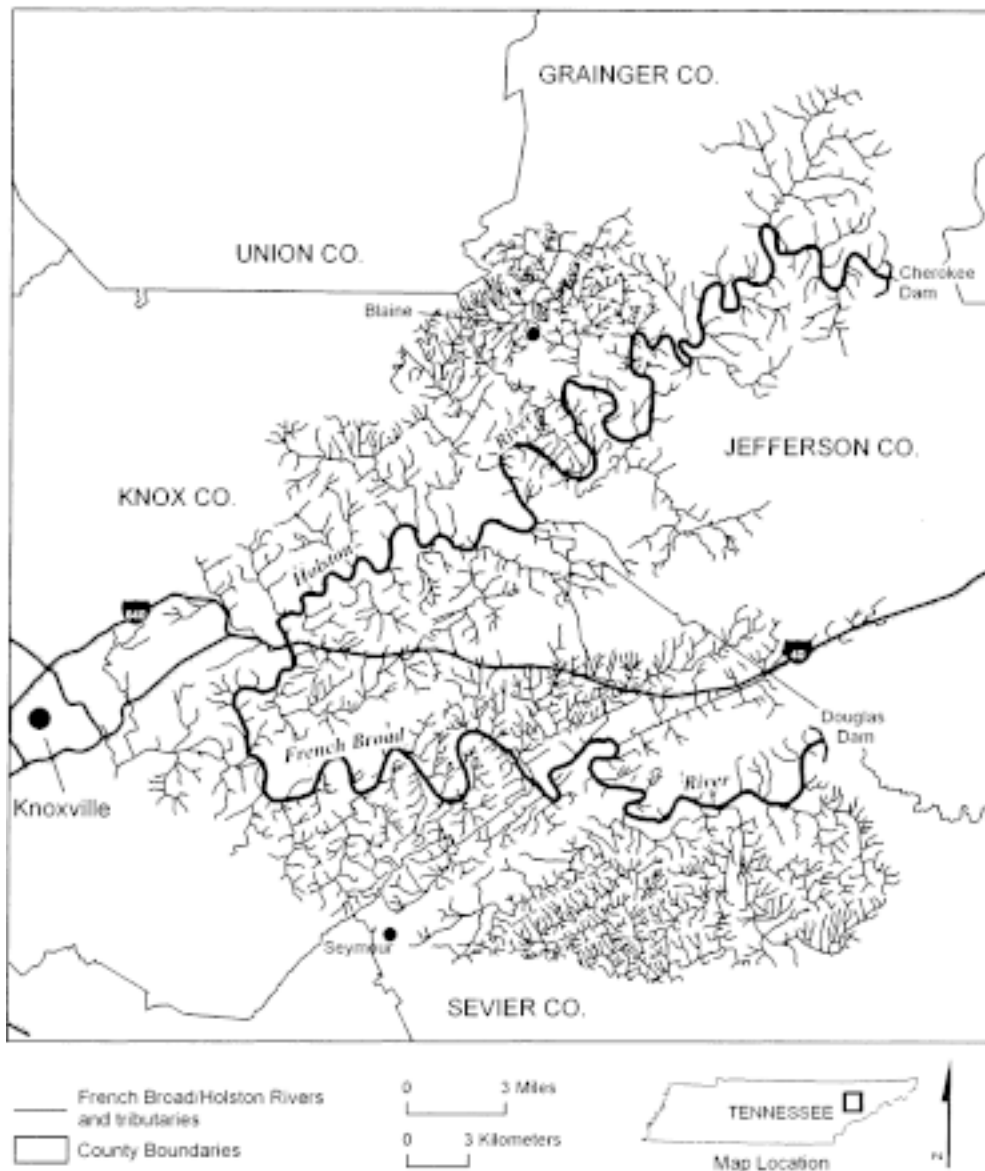 GRAINGER CO.
UNION CO.
Cherokee
Dam
Blaine
River
JEFFERSON CO.
KNOX CO.
Holston
Douglas
Dam
French Broad
River
Knoxville
Seymour
SEVIER CO.
French Broad/Holston Rivers
and tributaries
County Boundaries
0 3 Miles
0 3 Kilometers
TENNESSEE
Map Location
N